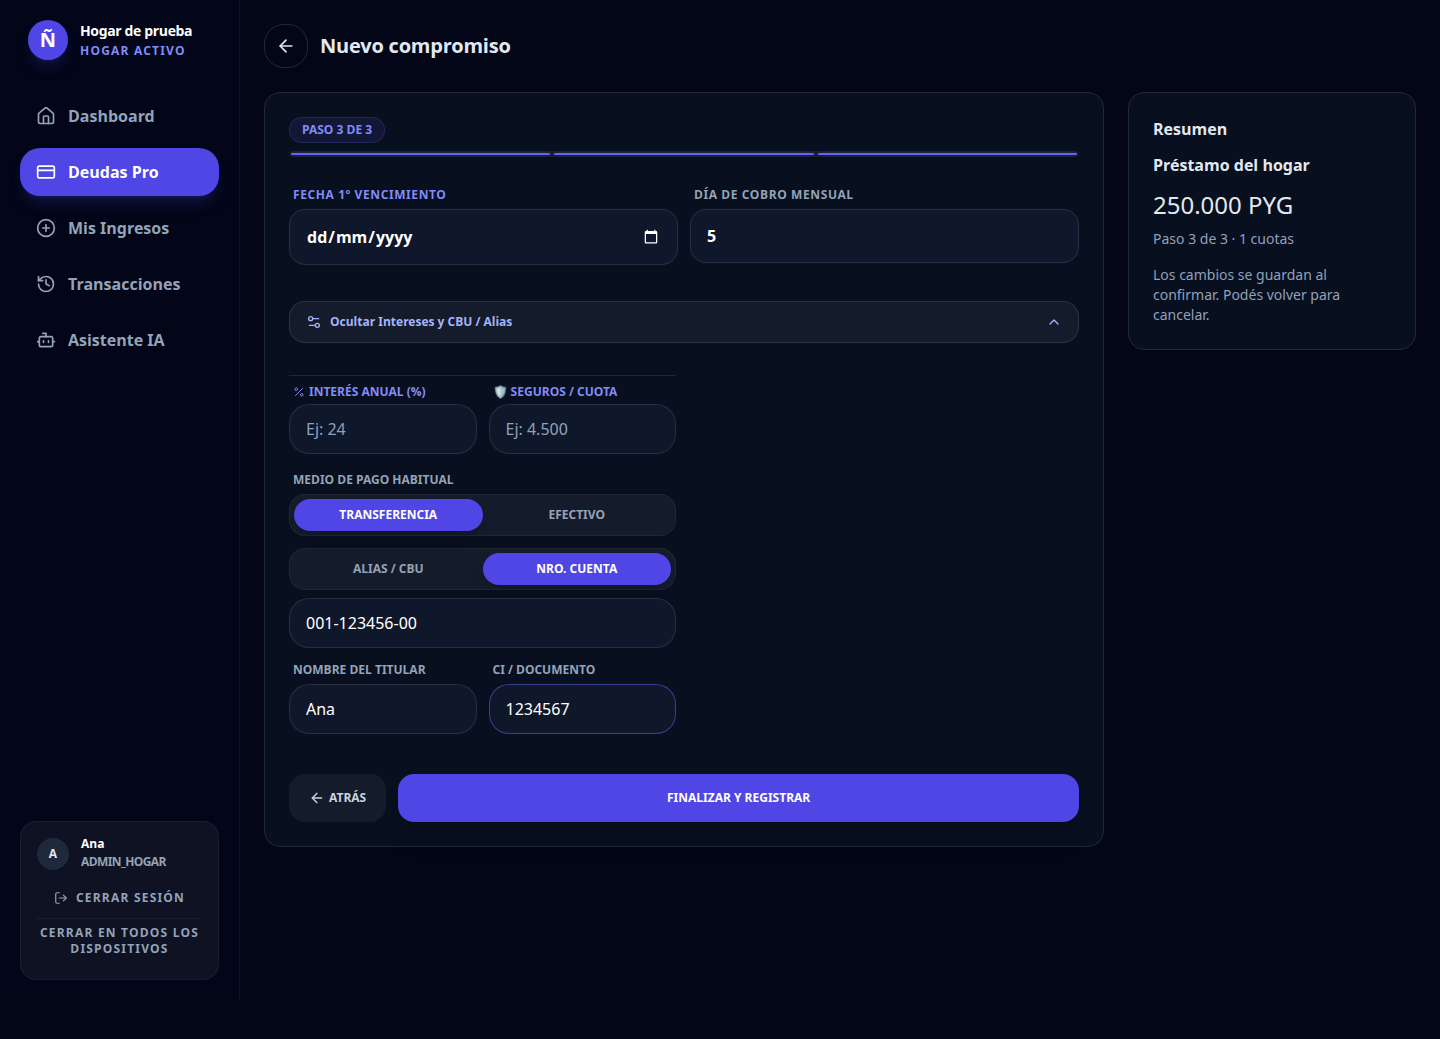 Ñ
Hogar de prueba
HOGAR ACTIVO
Dashboard
Deudas Pro
Mis Ingresos
Transacciones
Asistente IA
A
Ana
ADMIN_HOGAR
CERRAR SESIÓN
CERRAR EN TODOS LOS
DISPOSITIVOS
Nuevo compromiso
PASO 3 DE 3
FECHA 1º VENCIMIENTO
DÍA DE COBRO MENSUAL
dd/mm/yyyy
5
Ocultar Intereses y CBU / Alias
INTERÉS ANUAL (%)
SEGUROS / CUOTA
Ej: 24
Ej: 4.500
MEDIO DE PAGO HABITUAL
TRANSFERENCIA
EFECTIVO
ALIAS / CBU
NRO. CUENTA
001-123456-00
NOMBRE DEL TITULAR
CI / DOCUMENTO
Ana
1234567
ATRÁS
FINALIZAR Y REGISTRAR
Resumen
Préstamo del hogar
250.000 PYG
Paso 3 de 3 · 1 cuotas
Los cambios se guardan al
confirmar. Podés volver para
cancelar.